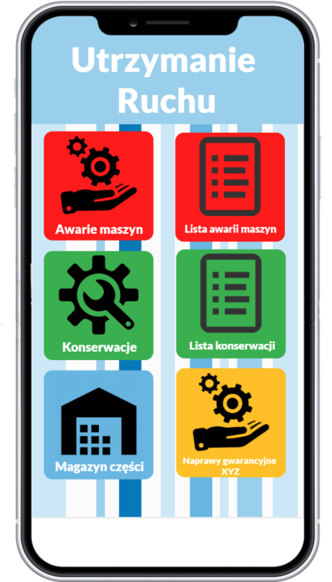 Utrzymanie
Ruchu
Awarie maszyn
Lista awarii maszyn
Konserwacje
Lista konserwacji
Magazyn części
Naprawy gwarancyjne
XYZ